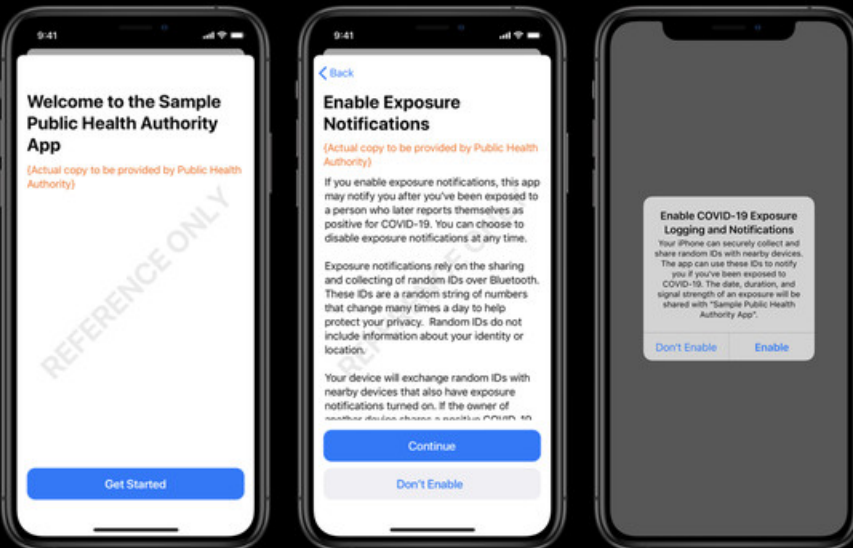 9:41
Welcome to the Sample
Public Health Authority
App
{Actual copy to be provided by Public Health
Authority}
REFERENCE ONLY
Get Started
9:41
Back
Enable Exposure
Notifications
{Actual copy to be provided by Public Health
Authority}
If you enable exposure notifications, this app
may notify you after you've been exposed to
a person who later reports themselves as
positive for COVID-19. You can choose to
disable exposure notifications at any time.
Exposure notifications rely on the sharing
and collecting of random IDs over Bluetooth.
These IDs are a random string of numbers
that change many times a day to help
protect your privacy. Random IDs do not
include information about your identity or
location.
Your device will exchange random IDs with
nearby devices that also have exposure
notifications turned on. If the owner of
another device shares a positive COVID-19
REFERENCE ONLY
Continue
Don't Enable
Enable COVID-19 Exposure
Logging and Notifications
Your iPhone can securely collect and
share random IDs with nearby devices.
The app can use these IDs to notify
you if you've been exposed to
COVID-19. The date, duration, and
signal strength of an exposure will be
shared with "Sample Public Health
Authority App".
Don't Enable
Enable